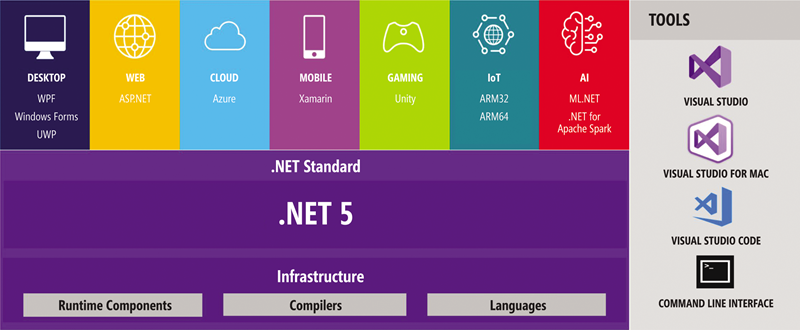 DESKTOP
WPF
Windows Forms
UWP
WEB
ASP.NET
CLOUD
Azure
MOBILE
Xamarin
GAMING
Unity
IoT
ARM32
ARM64
AI
ML.NET
.NET for
Apache Spark
.NET Standard
.NET 5
Infrastructure
Runtime Components
Compilers
Languages
TOOLS
VISUAL STUDIO
VISUAL STUDIO FOR MAC
VISUAL STUDIO CODE
>_
COMMAND LINE INTERFACE